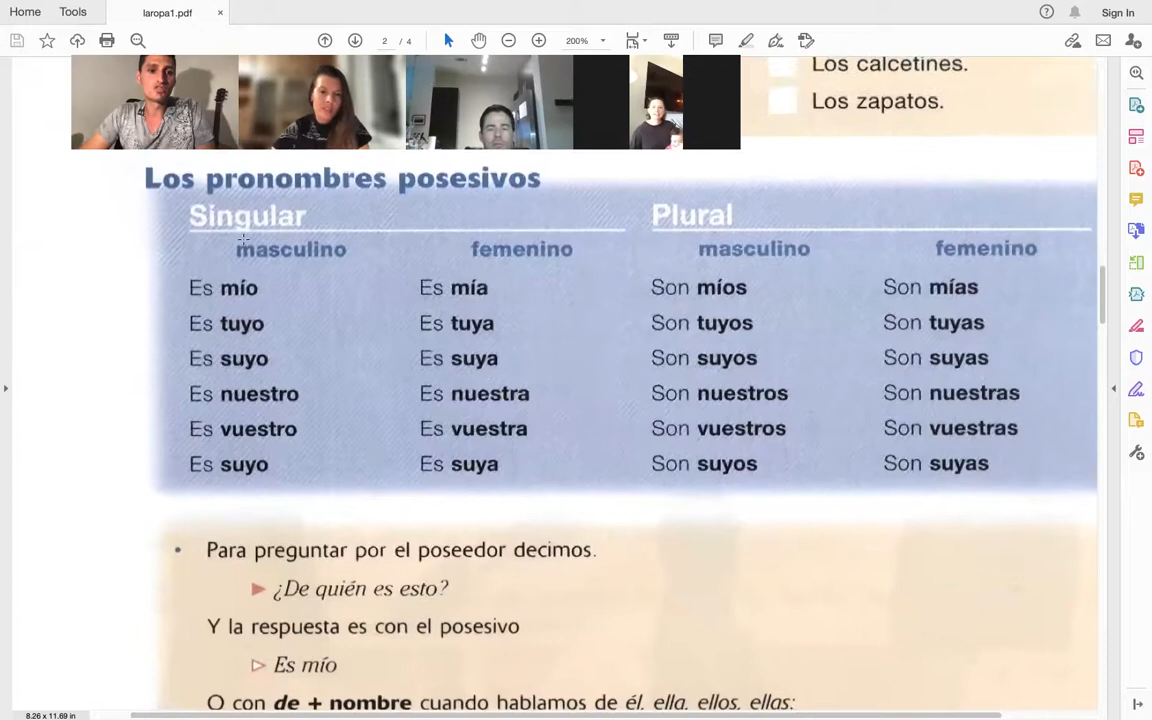 Home Tools laropa1.pdf × Sign In
2 / 4 200%
Los calcetines.
Los zapatos.
Los pronombres posesivos
Singular Plural
masculino femenino masculino femenino
Es mío Es mía Son míos Son mías
Es tuyo Es tuya Son tuyos Son tuyas
Es suyo Es suya Son suyos Son suyas
Es nuestro Es nuestra Son nuestros Son nuestras
Es vuestro Es vuestra Son vuestros Son vuestras
Es suyo Es suya Son suyos Son suyas
• Para preguntar por el poseedor decimos.
¿De quién es esto?
Y la respuesta es con el posesivo
Es mío
O con de + nombre cuando hablamos de él, ella, ellos, ellas:
8.26 x 11.69 in